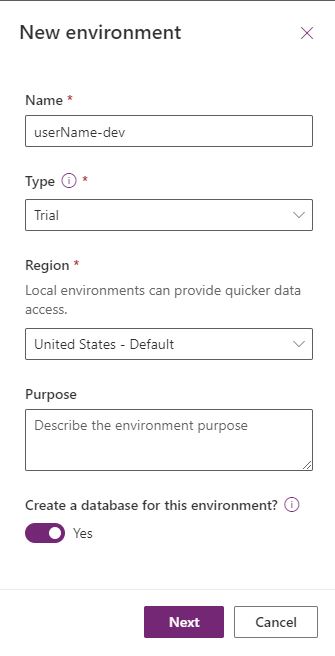 New environment
Name *
userName-dev
Type *
Trial
Region *
Local environments can provide quicker data
access.
United States - Default
Purpose
Describe the environment purpose
Create a database for this environment?
Yes
Next
Cancel